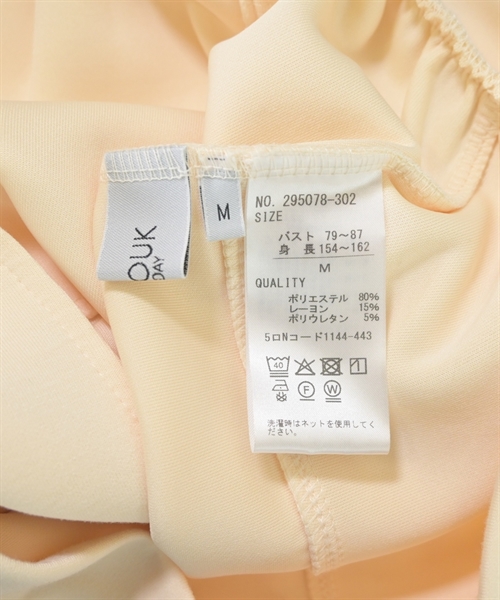 OUK
DAY
M
NO. 295078-302
SIZE
バスト 79~87
身 長 154~162
M
QUALITY
ポリエステル 80%
レーヨン 15%
ポリウレタン 5%
5ロNコード1144-443
40
F W
洗濯時はネットを使用して
ください。